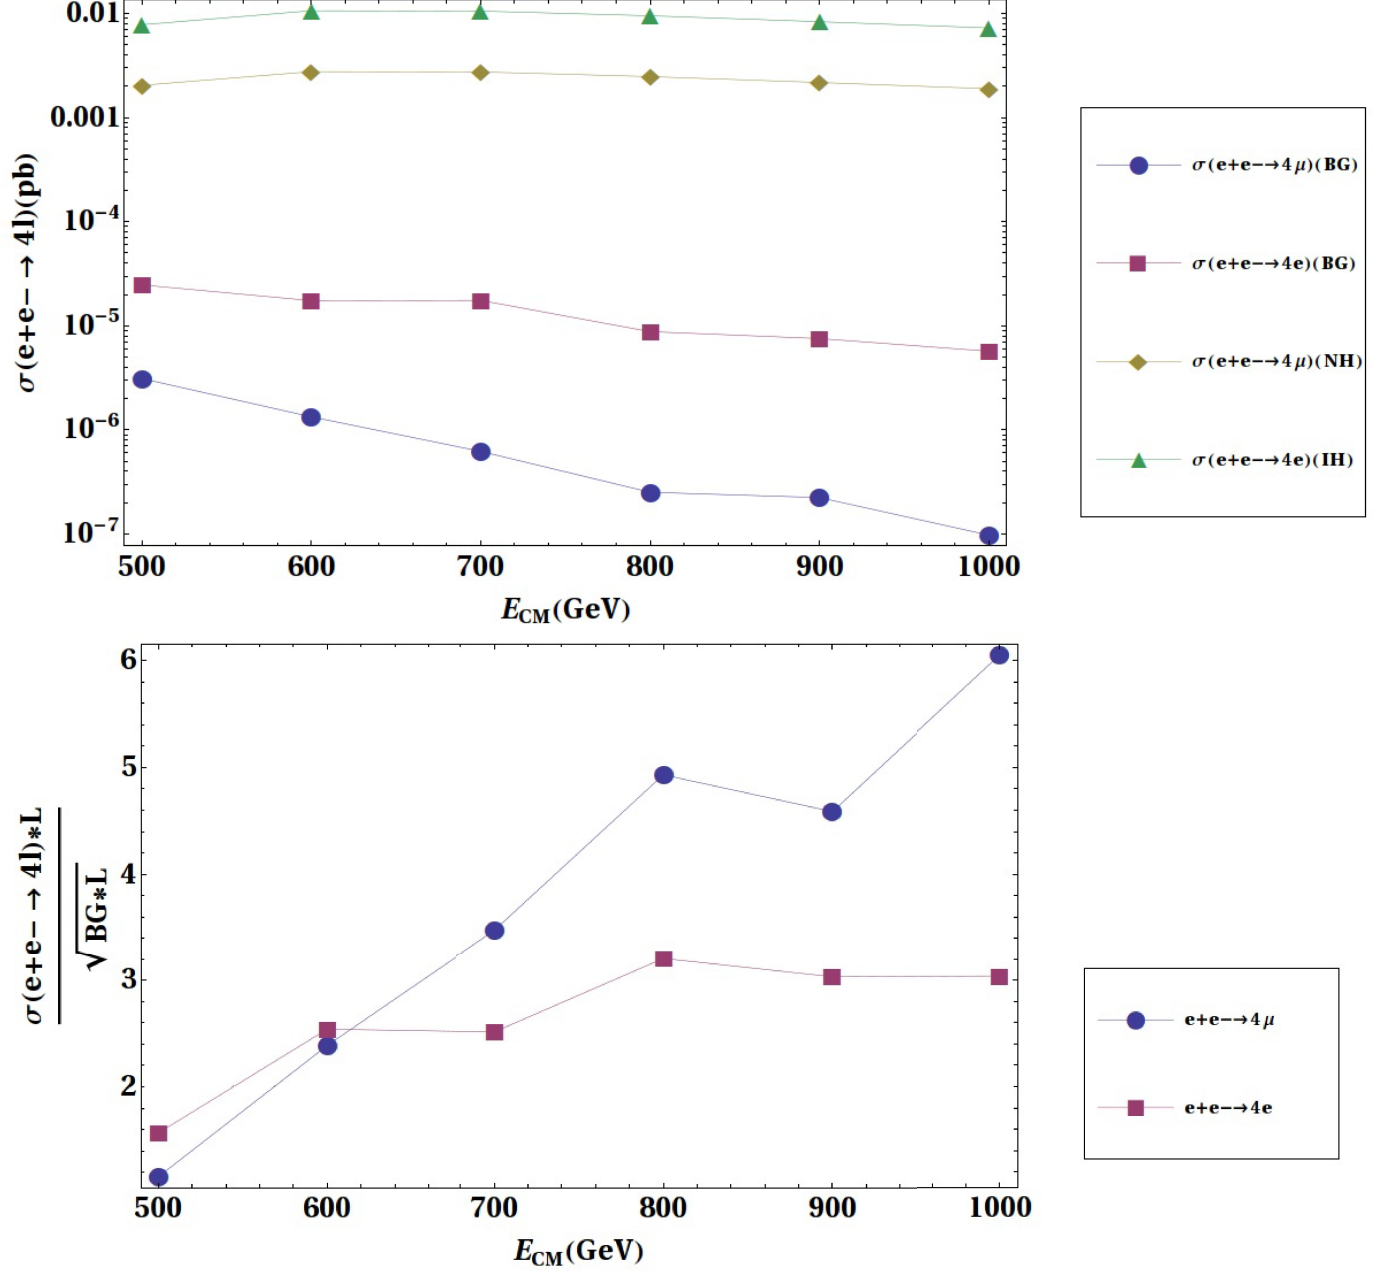 0.01
0.001
10−4
10−5
10−6
10−7
σ(e+e− → 4l)(pb)
500 600 700 800 900 1000
ECM(GeV)
σ(e+e−→4μ)(BG)
σ(e+e−→4e)(BG)
σ(e+e−→4μ)(NH)
σ(e+e−→4e)(IH)
6
5
4
3
2
σ(e+e− → 4l)*L
√BG*L
500 600 700 800 900 1000
ECM(GeV)
e+e−→4μ
e+e−→4e